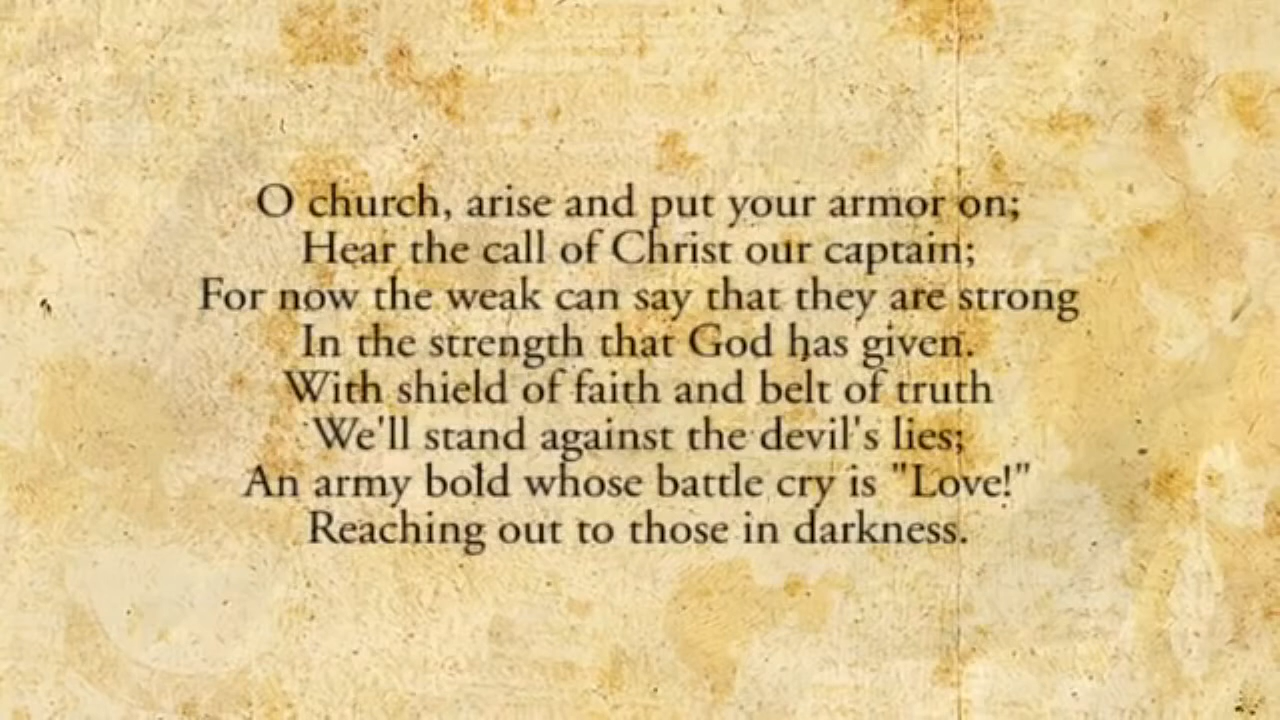 O church, arise and put your armor on;
Hear the call of Christ our captain;
For now the weak can say that they are strong
In the strength that God has given.
With shield of faith and belt of truth
We'll stand against the devil's lies;
An army bold whose battle cry is "Love!"
Reaching out to those in darkness.